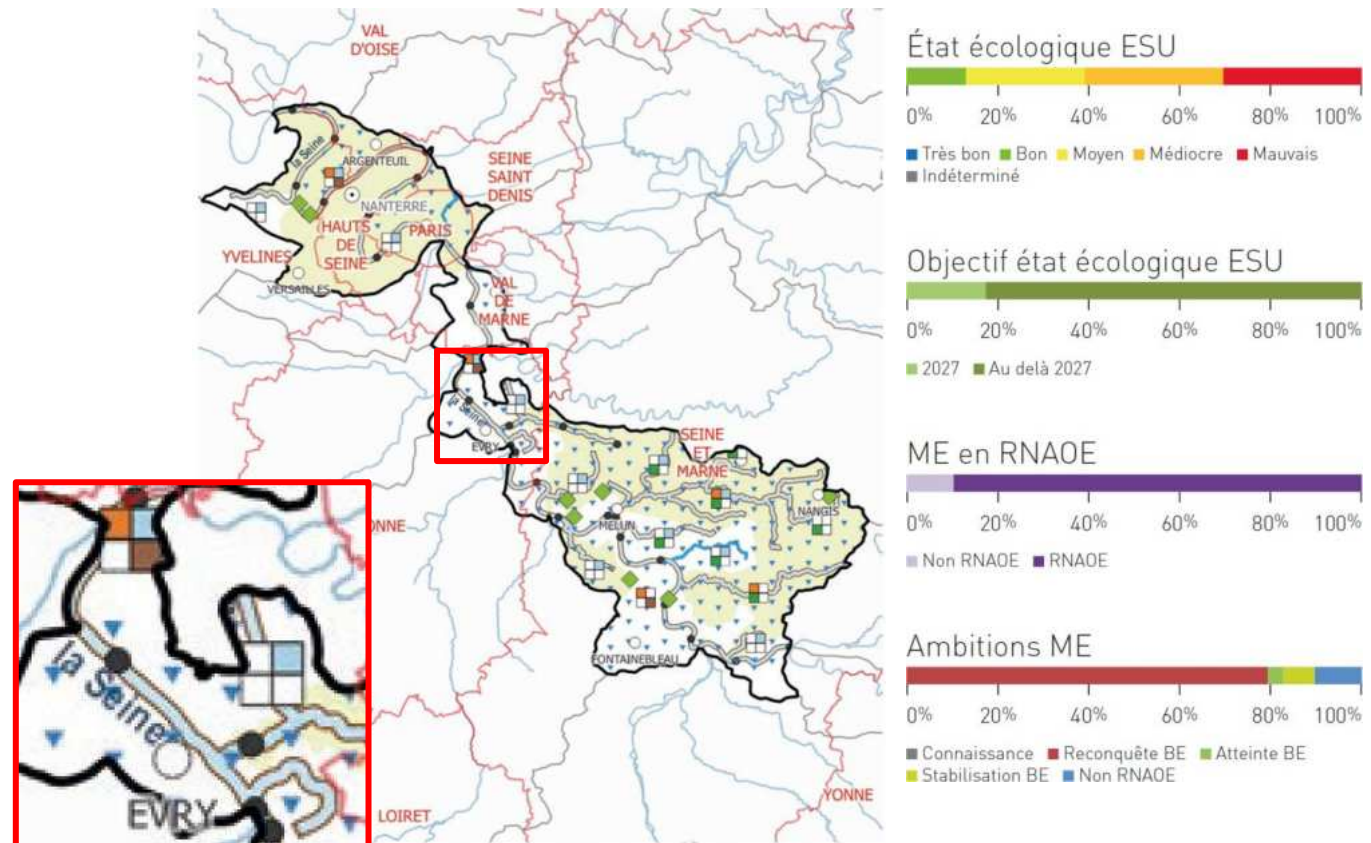 VAL
D'OISE
la Seine
ARGENTEUIL
SEINE
SAINT
DENIS
NANTERRE
HAUTS
DE
SEINE
PARIS
YVELINES
VERSAILLES
VAL
DE
MARNE
la Seine
EVRY
SEINE
ET
MARNE
NANGIS
MELUN
ONNE
FONTAINEBLEAU
LOIRET
YONNE
la Seine
EVRY
État écologique ESU
0% 20% 40% 60% 80% 100%
Très bon Bon Moyen Médiocre Mauvais
Indéterminé
Objectif état écologique ESU
0% 20% 40% 60% 80% 100%
2027 Au delà 2027
ME en RNAOE
0% 20% 40% 60% 80% 100%
Non RNAOE RNAOE
Ambitions ME
0% 20% 40% 60% 80% 100%
Connaissance Reconquête BE Atteinte BE
Stabilisation BE Non RNAOE